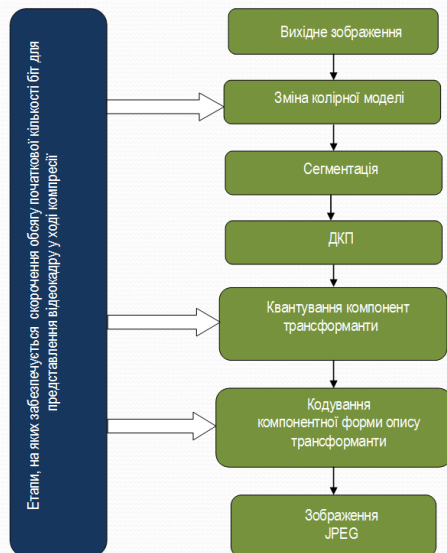 Етапи, на яких забезпечується скорочення обсягу початкової кількості біт для
представлення відеокадру у ході компресії
Вихідне зображення
Зміна колірної моделі
Сегментація
ДКП
Квантування компонент
трансформанти
Кодування
компонентної форми опису
трансформанти
Зображення
JPEG